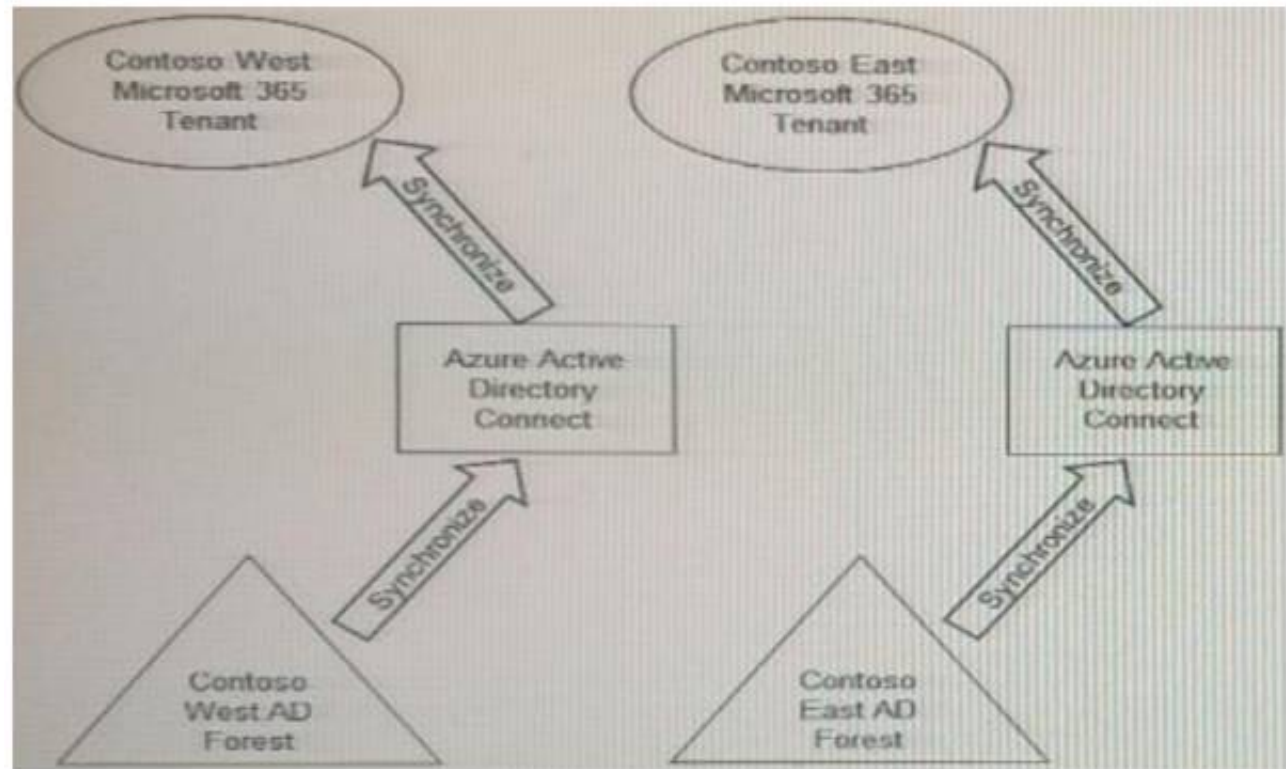 Contoso West
Microsoft 365
Tenant
Contoso East
Microsoft 365
Tenant
Synchronize
Synchronize
Azure Active
Directory
Connect
Azure Active
Directory
Connect
Synchronize
Synchronize
Contoso
West AD
Forest
Contoso
East AD
Forest